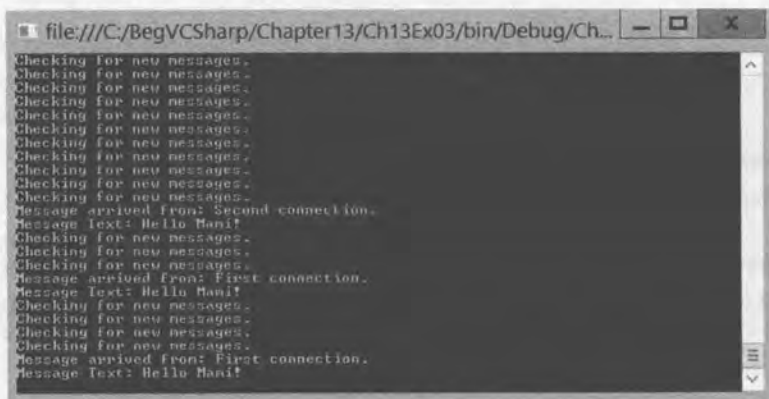 file:///C:/BegVCSharp/Chapter13/Ch13Ex03/bin/Debug/Ch...
Checking for new messages.
Checking for new messages.
Checking for new messages.
Checking for new messages.
Checking for new messages.
Checking for new messages.
Checking for new messages.
Checking for new messages.
Checking for new messages.
Checking for new messages.
Checking for new messages.
Message arrived from: Second connection.
Message Text: Hello Mami!
Checking for new messages.
Checking for new messages.
Checking for new messages.
Message arrived from: First connection.
Message Text: Hello Mami!
Checking for new messages.
Checking for new messages.
Checking for new messages.
Checking for new messages.
Message arrived from: First connection.
Message Text: Hello Mami!